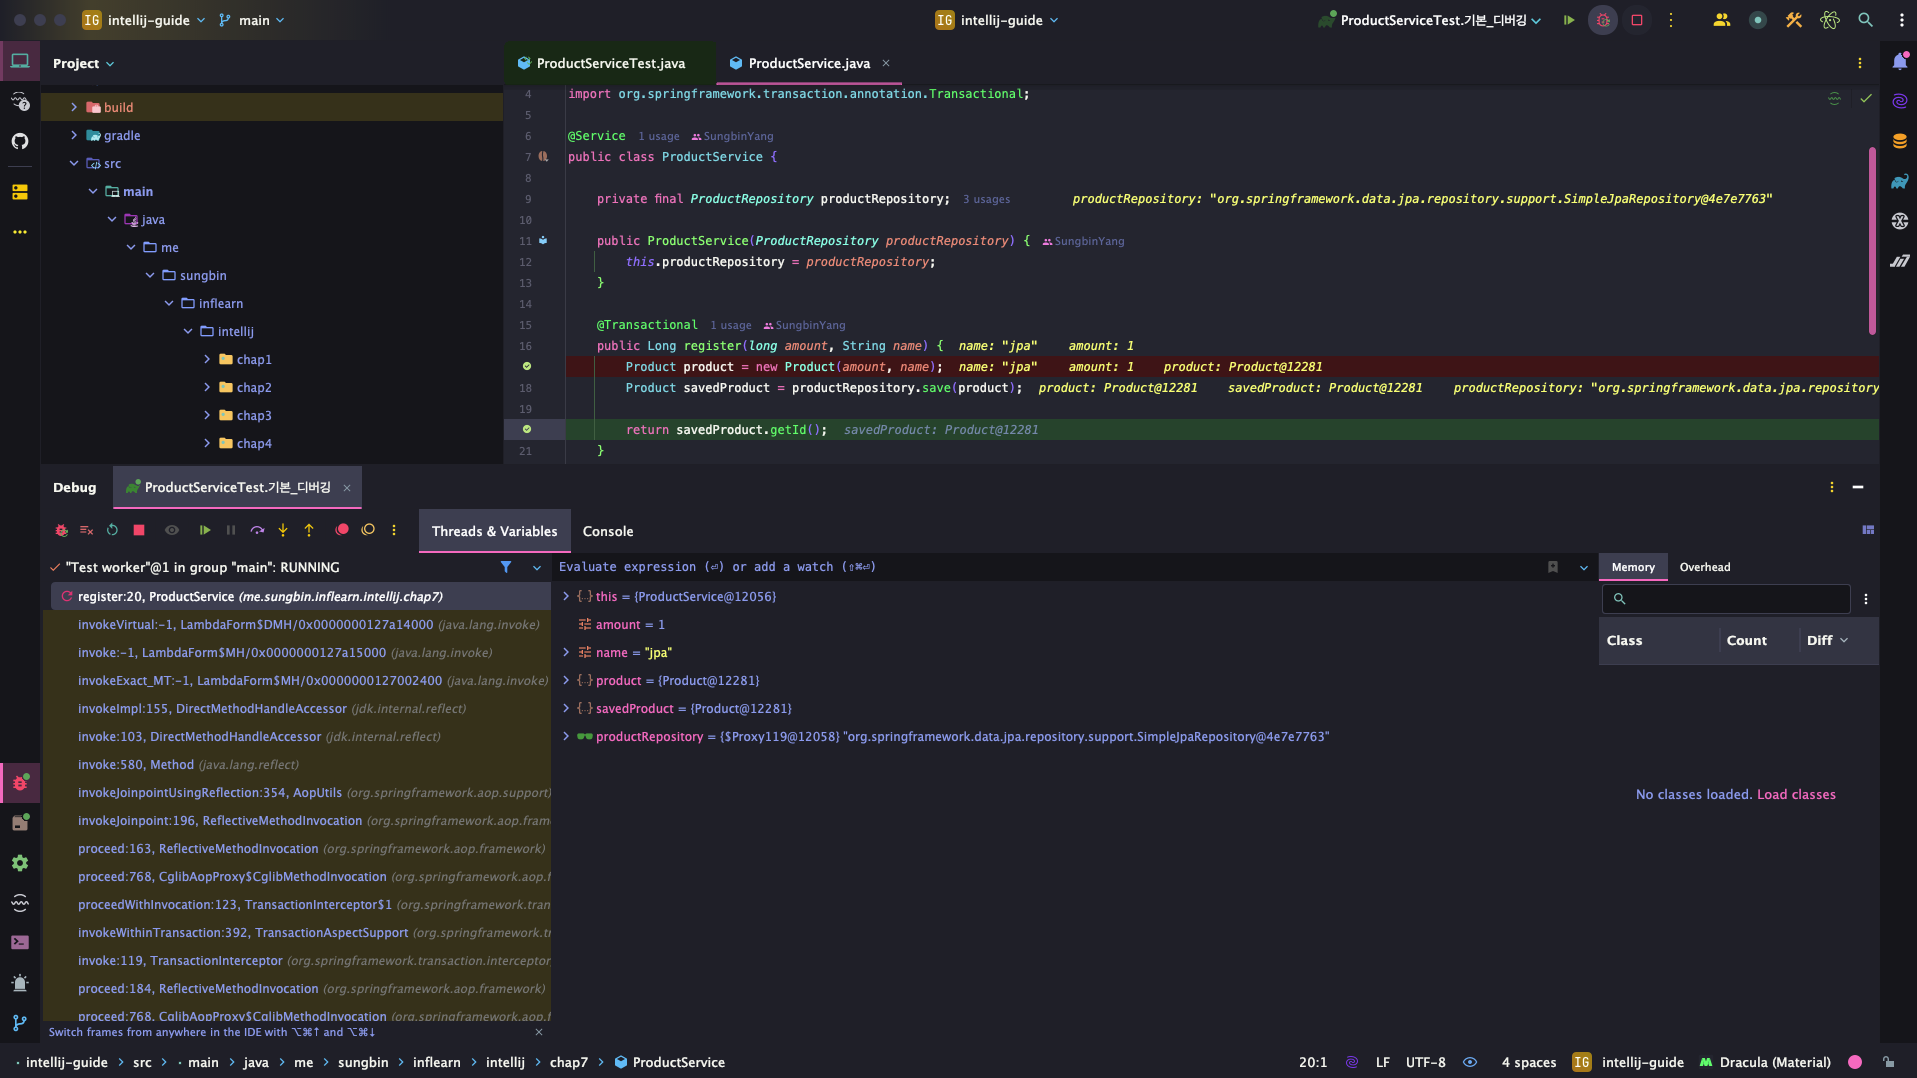 IG intellij-guide main
IG intellij-guide
ProductServiceTest.기본_디버깅
Project
build
gradle
src
main
java
me
sungbin
inflearn
intellij
chap1
chap2
chap3
chap4
ProductServiceTest.java ProductService.java
4 import org.springframework.transaction.annotation.Transactional;
5
6 @Service 1 usage SungbinYang
7 public class ProductService {
8
9 private final ProductRepository productRepository; 3 usages productRepository: "org.springframework.data.jpa.repository.support.SimpleJpaRepository@4e7e7763"
10
11 public ProductService(ProductRepository productRepository) { SungbinYang
12 this.productRepository = productRepository;
13 }
14
15 @Transactional 1 usage SungbinYang
16 public Long register(long amount, String name) { name: "jpa" amount: 1
Product product = new Product(amount, name); name: "jpa" amount: 1 product: Product@12281
18 Product savedProduct = productRepository.save(product); product: Product@12281 savedProduct: Product@12281 productRepository: "org.springframework.data.jpa.repository
19
return savedProduct.getId(); savedProduct: Product@12281
21 }
Debug ProductServiceTest.기본_디버깅
Threads & Variables Console
"Test worker"@1 in group "main": RUNNING
register:20, ProductService (me.sungbin.inflearn.intellij.chap7)
invokeVirtual:-1, LambdaForm$DMH/0x0000000127a14000 (java.lang.invoke)
invoke:-1, LambdaForm$MH/0x0000000127a15000 (java.lang.invoke)
invokeExact_MT:-1, LambdaForm$MH/0x0000000127002400 (java.lang.invoke)
invokeImpl:155, DirectMethodHandleAccessor (jdk.internal.reflect)
invoke:103, DirectMethodHandleAccessor (jdk.internal.reflect)
invoke:580, Method (java.lang.reflect)
invokeJoinpointUsingReflection:354, AopUtils (org.springframework.aop.support)
invokeJoinpoint:196, ReflectiveMethodInvocation (org.springframework.aop.fram
proceed:163, ReflectiveMethodInvocation (org.springframework.aop.framework)
proceed:768, CglibAopProxy$CglibMethodInvocation (org.springframework.aop.f
proceedWithInvocation:123, TransactionInterceptor$1 (org.springframework.tran
invokeWithinTransaction:392, TransactionAspectSupport (org.springframework.tr
invoke:119, TransactionInterceptor (org.springframework.transaction.interceptor
proceed:184, ReflectiveMethodInvocation (org.springframework.aop.framework)
proceed:768, CglibAopProxy$CglibMethodInvocation (org.springframework.aop.f
Switch frames from anywhere in the IDE with ⌥⌘↑ and ⌥⌘↓
Evaluate expression (⏎) or add a watch (⇧⌘⏎)
{..} this = {ProductService@12056}
amount = 1
name = "jpa"
{..} product = {Product@12281}
{..} savedProduct = {Product@12281}
productRepository = {$Proxy119@12058} "org.springframework.data.jpa.repository.support.SimpleJpaRepository@4e7e7763"
Memory Overhead
Class Count Diff
No classes loaded. Load classes
intellij-guide > src > main > java > me > sungbin > inflearn > intellij > chap7 > ProductService
20:1 LF UTF-8 4 spaces IG intellij-guide Dracula (Material)